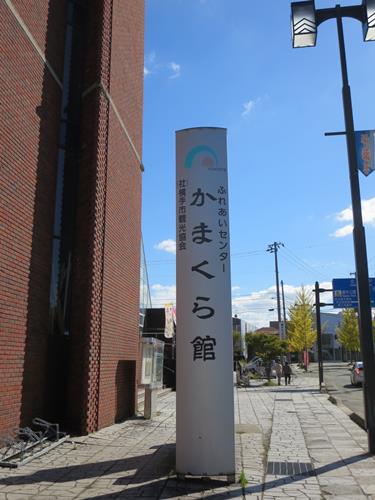 ふれあいセンター
かまくら館
社横手市観光協会